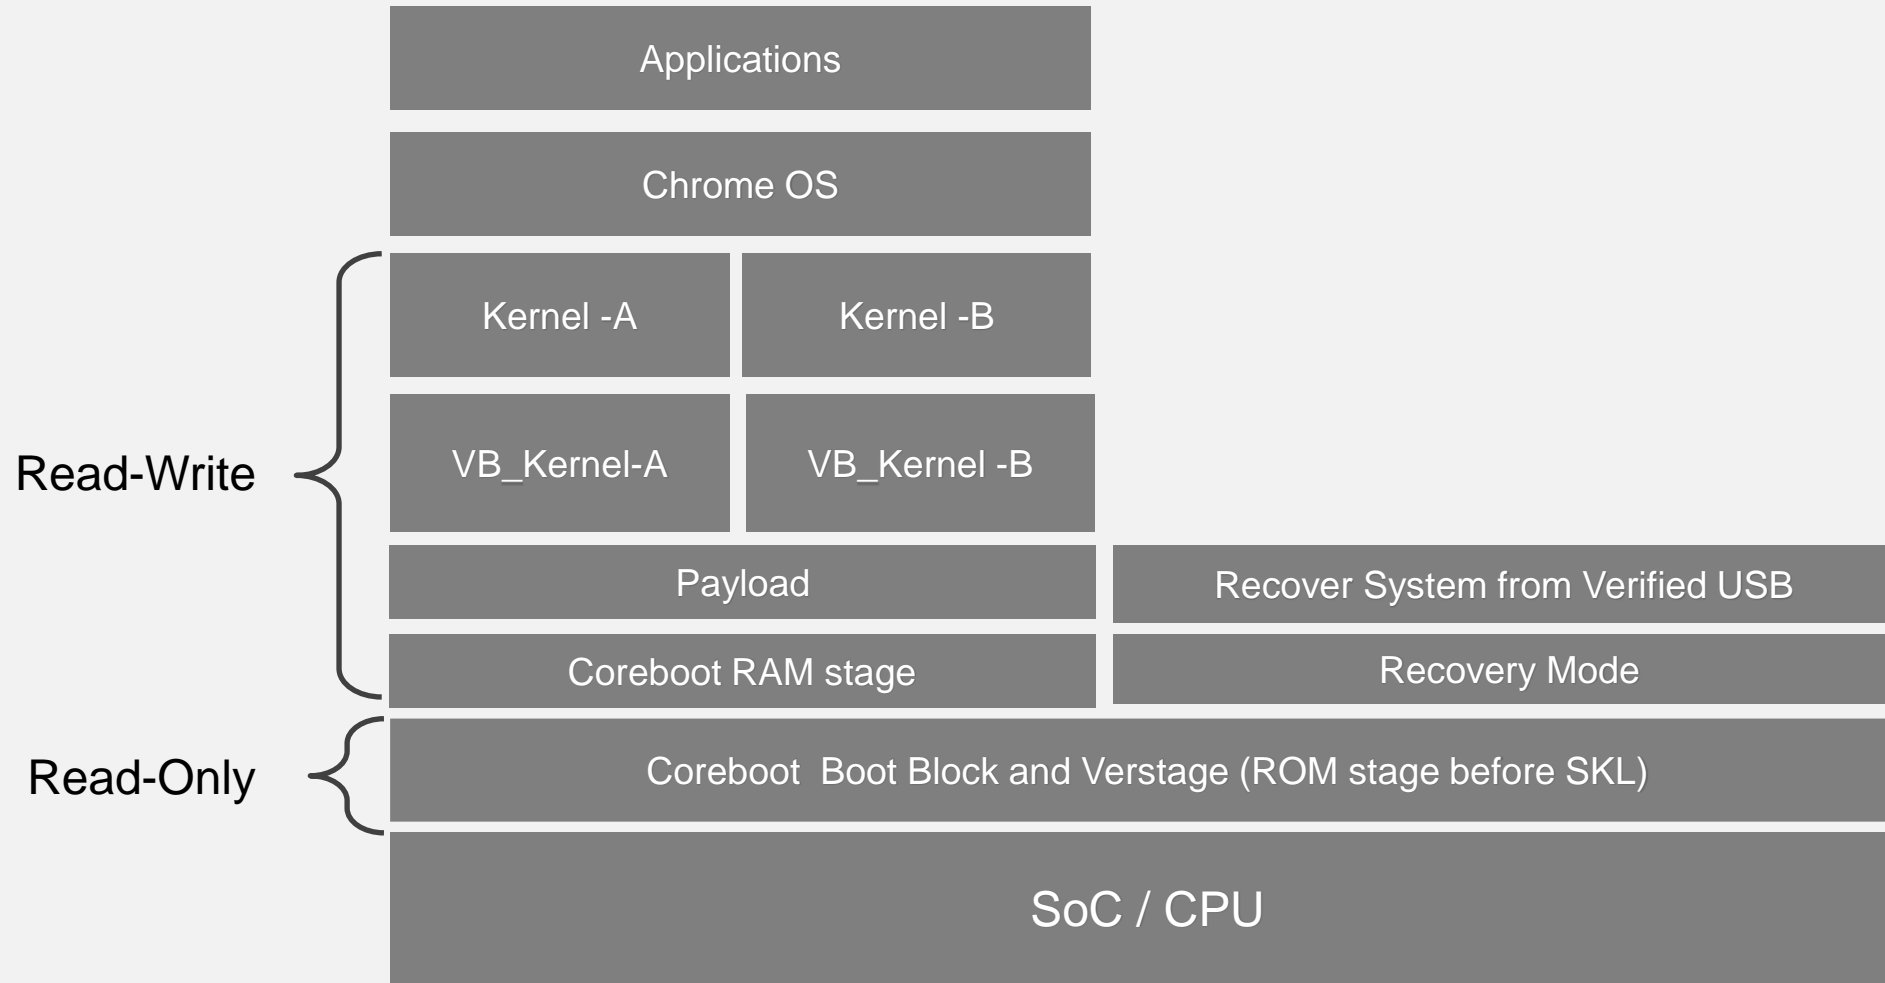 Applications
Chrome OS
Kernel -A
Kernel -B
Read-Write
VB_Kernel-A
VB_Kernel -B
Payload
Recover System from Verified USB
Coreboot RAM stage
Recovery Mode
Read-Only
Coreboot  Boot Block and Verstage (ROM stage before SKL)
SoC / CPU